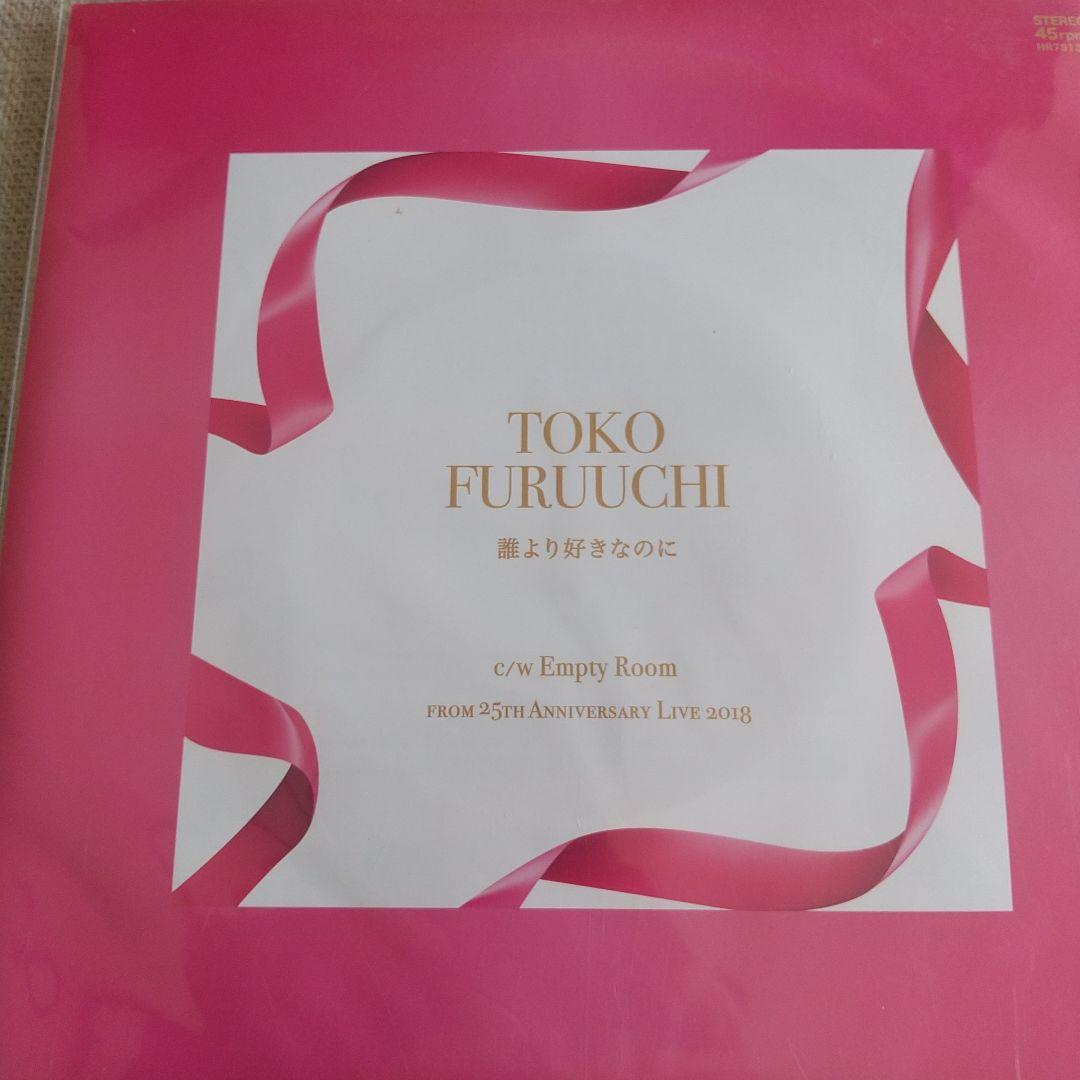 STEREO
45rpm
TOKO
FURUUCHI
誰より好きなのに
c/w Empty Room
FROM 25TH ANNIVERSARY LIVE 2018